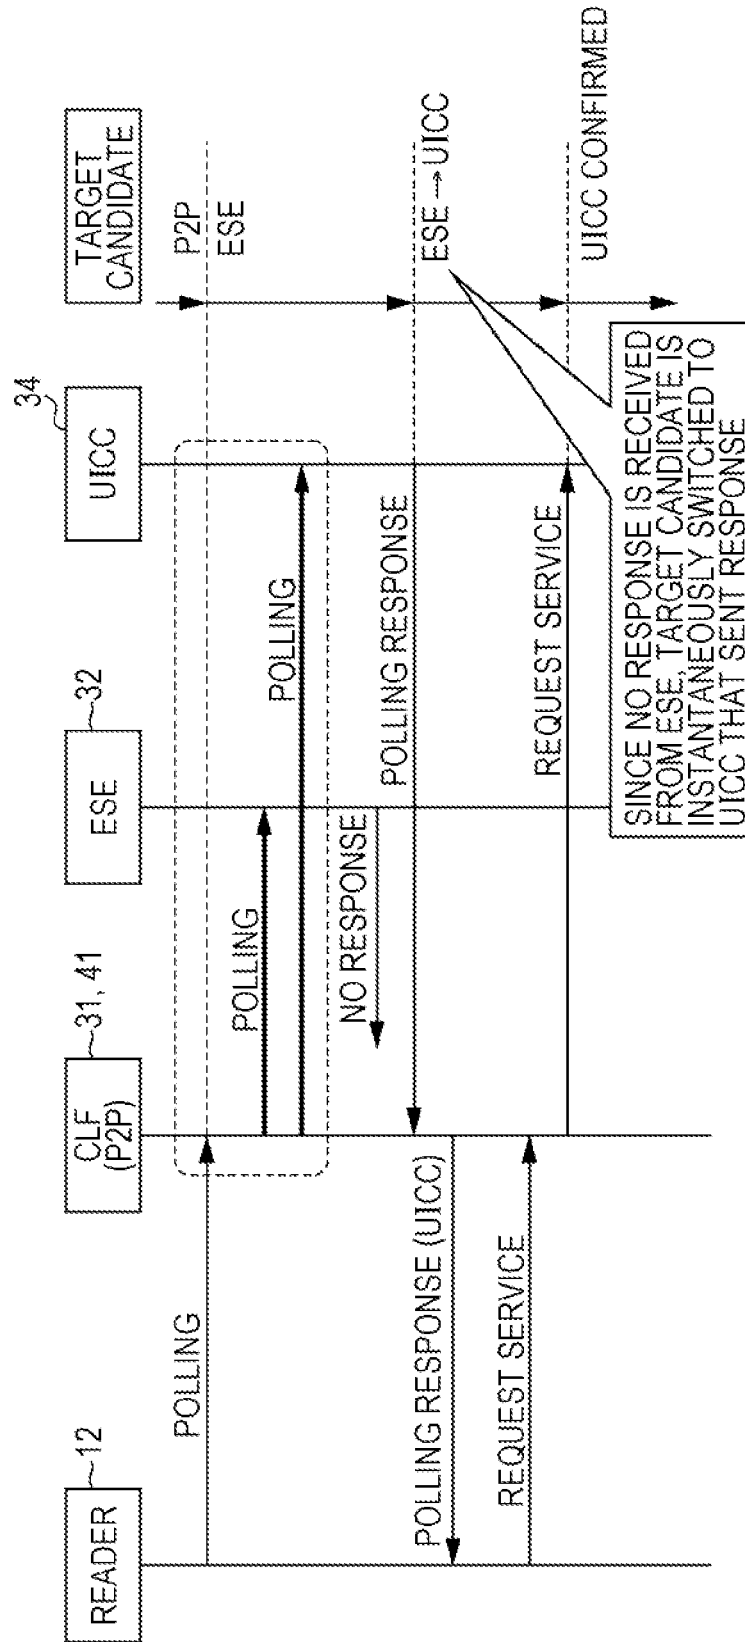 READER
12
CLF
(P2P)
31, 41
ESE
32
UICC
34
TARGET
CANDIDATE
POLLING
P2P
ESE
POLLING
POLLING
NO RESPONSE
POLLING RESPONSE
ESE → UICC
POLLING RESPONSE (UICC)
REQUEST SERVICE
REQUEST SERVICE
UICC CONFIRMED
SINCE NO RESPONSE IS RECEIVED
FROM ESE, TARGET CANDIDATE IS
INSTANTANEOUSLY SWITCHED TO
UICC THAT SENT RESPONSE